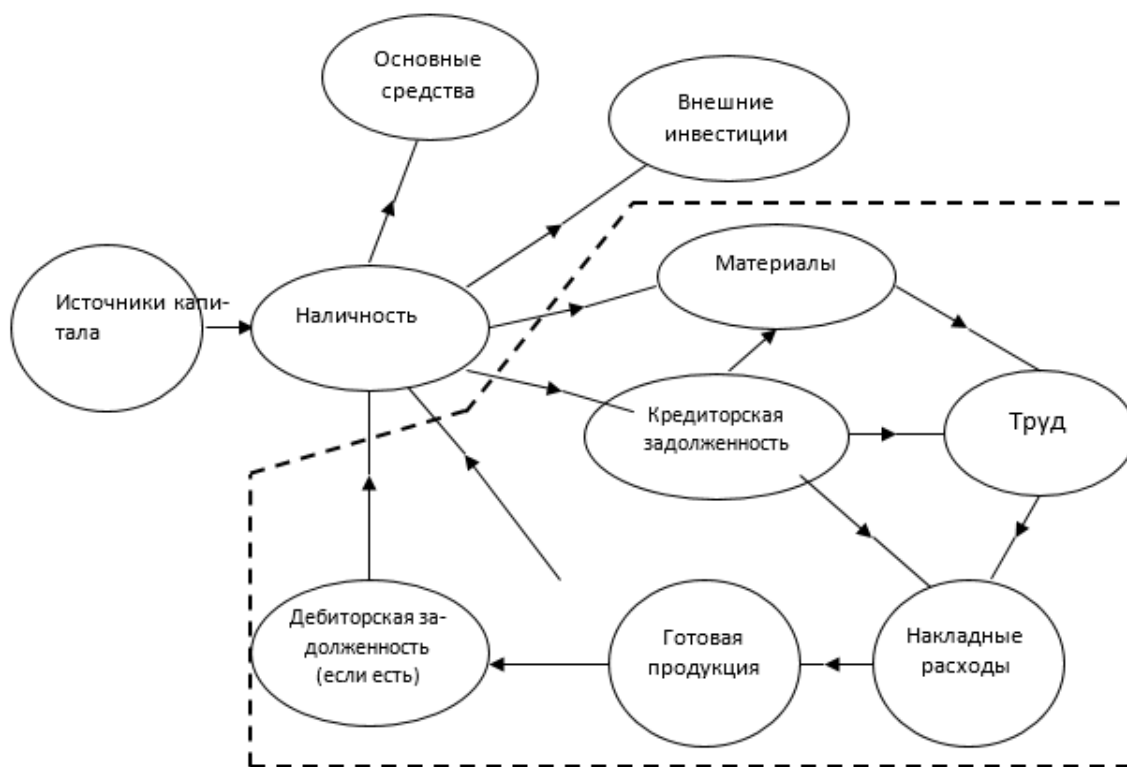 Основные
средства
Внешние
инвестиции
Материалы
Источники капи-
тала
Наличность
Кредиторская
задолженность
Труд
Дебиторская за-
долженность
(если есть)
Готовая
продукция
Накладные
расходы